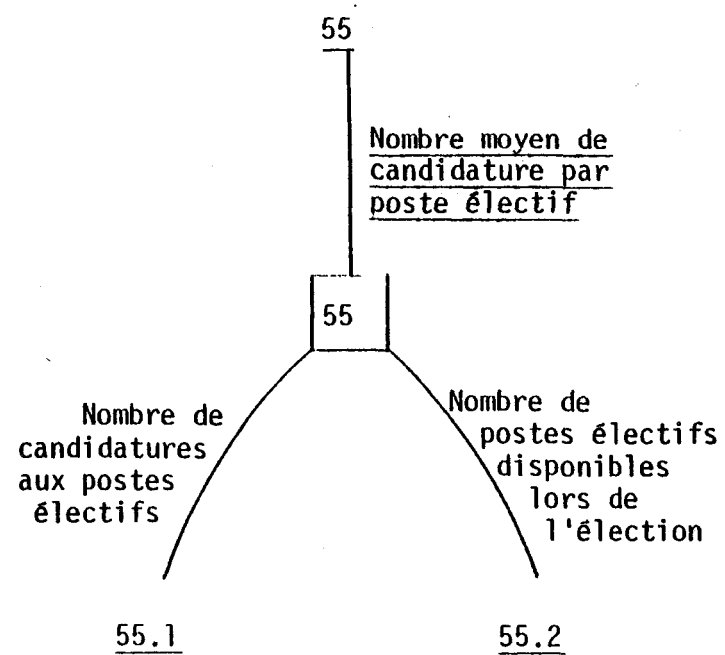 55
Nombre moyen de
candidature par
poste électif
55
Nombre de
candidatures
aux postes
électifs
Nombre de
postes électifs
disponibles
lors de
l'élection
55.1
55.2